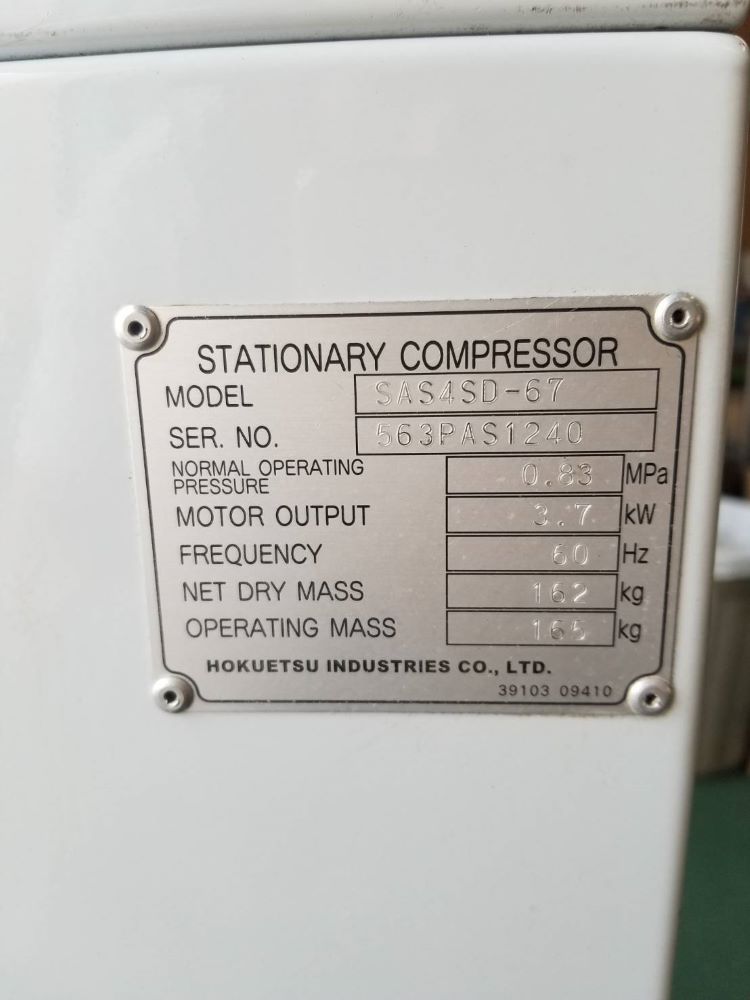 STATIONARY COMPRESSOR
MODEL SAS4SD-67
SER. NO. 563PAS1240
NORMAL OPERATING PRESSURE 0.83 MPa
MOTOR OUTPUT 3.7 kW
FREQUENCY 60 Hz
NET DRY MASS 162 kg
OPERATING MASS 165 kg
HOKUETSU INDUSTRIES CO., LTD.
39103 09410